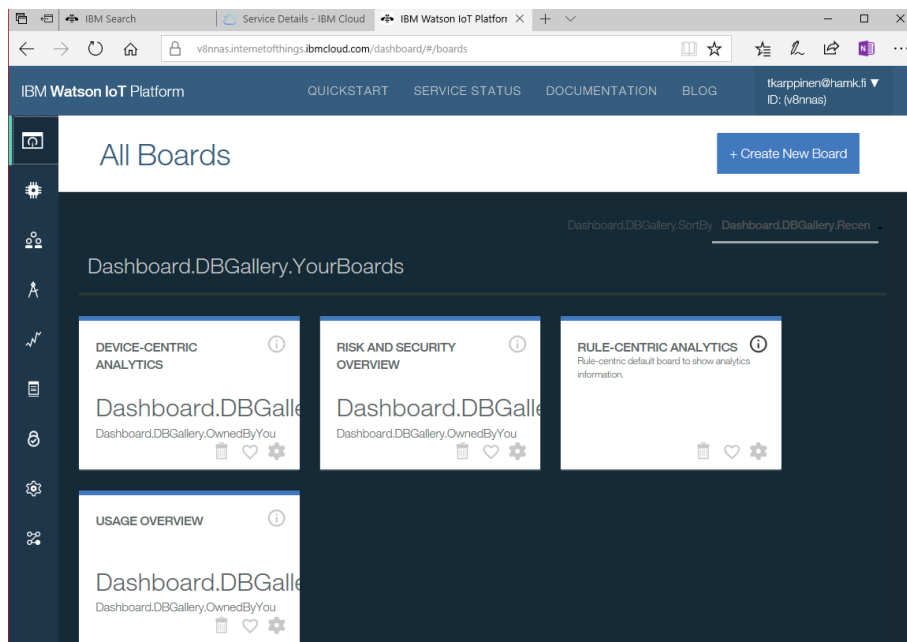 IBM Search
Service Details - IBM Cloud
IBM Watson IoT Platforr
v8nnas.internetofthings.ibmcloud.com/dashboard/#/boards
IBM Watson IoT Platform
QUICKSTART
SERVICE STATUS
DOCUMENTATION
BLOG
tkarppinen@hamk.fi ▼
ID: (v8nnas)
All Boards
+ Create New Board
Dashboard.DBGallery.SortBy Dashboard.DBGallery.Recen
Dashboard.DBGallery.YourBoards
DEVICE-CENTRIC
ANALYTICS
Dashboard.DBGalle
Dashboard.DBGallery.OwnedByYou
RISK AND SECURITY
OVERVIEW
Dashboard.DBGalle
Dashboard.DBGallery.OwnedByYou
RULE-CENTRIC ANALYTICS
Rule-centric default board to show analytics
information.
USAGE OVERVIEW
Dashboard.DBGalle
Dashboard.DBGallery.OwnedByYou